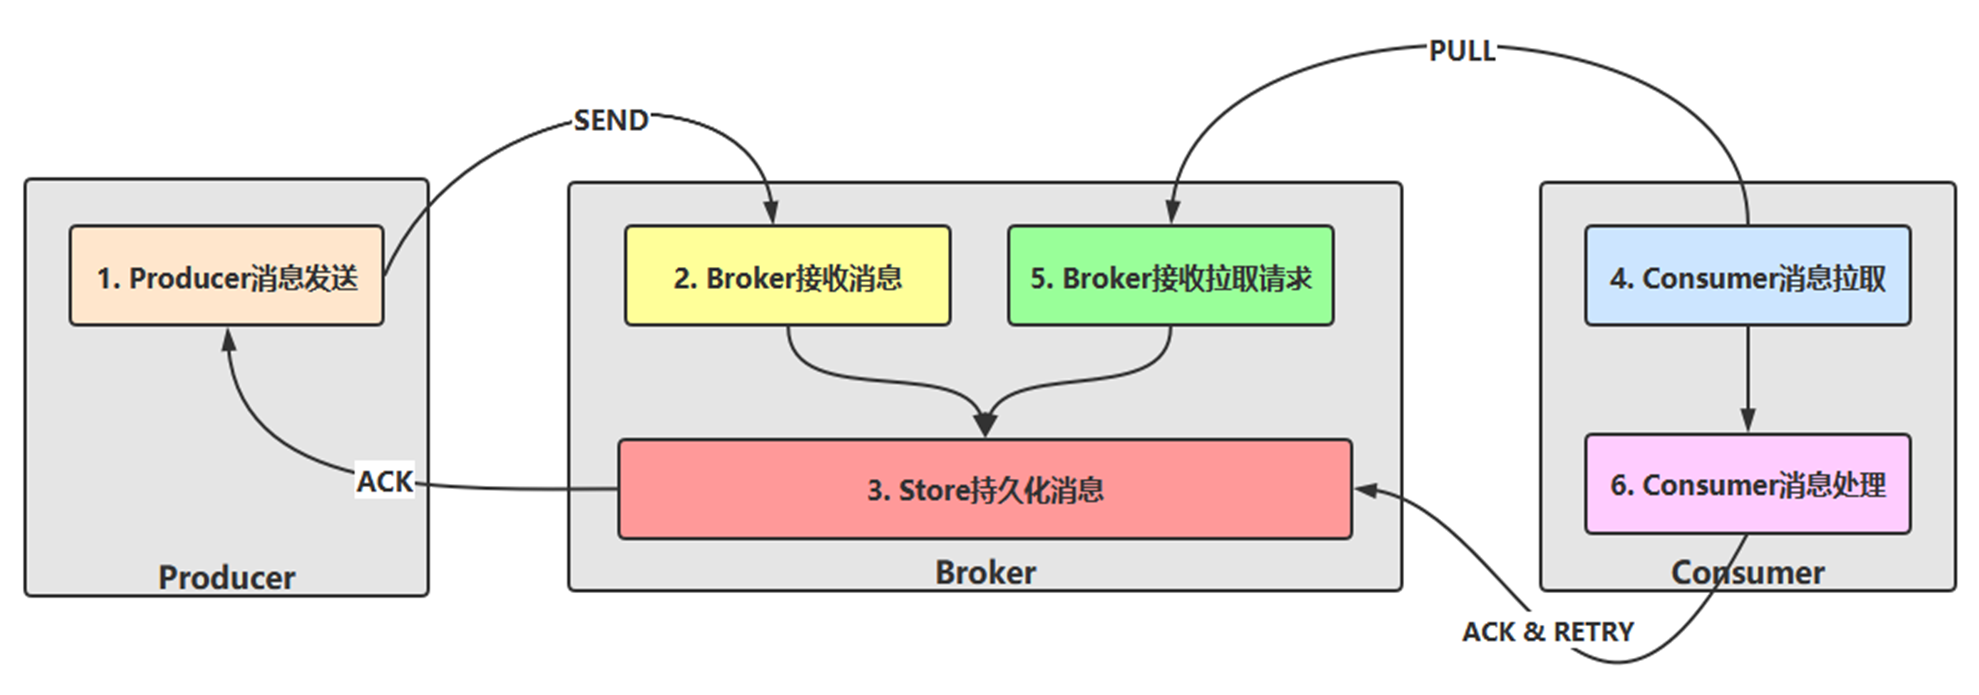 PULL
SEND
1. Producer消息发送
2. Broker接收消息
5. Broker接收拉取请求
4. Consumer消息拉取
ACK
3. Store持久化消息
6. Consumer消息处理
Producer
Broker
Consumer
ACK & RETRY